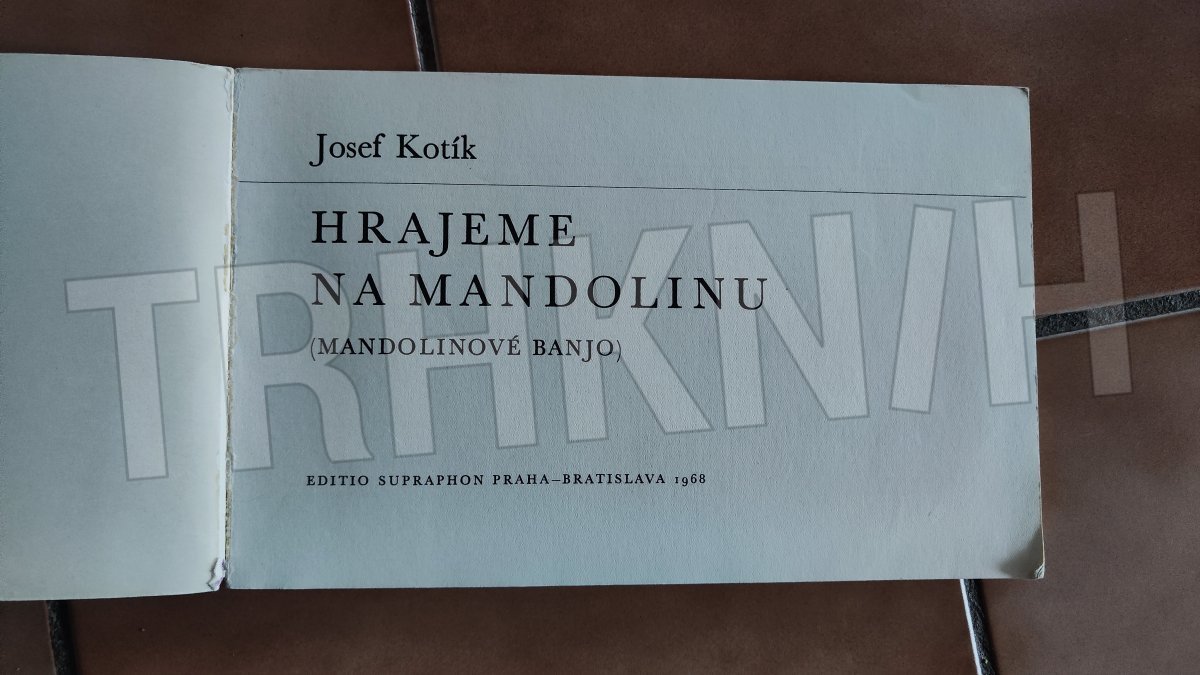 Josef Kotík
HRAJEME
NA MANDOLINU
(MANDOLINOVÉ BANJO)
EDITIO SUPRAPHON PRAHA–BRATISLAVA 1968
TRHKNIH